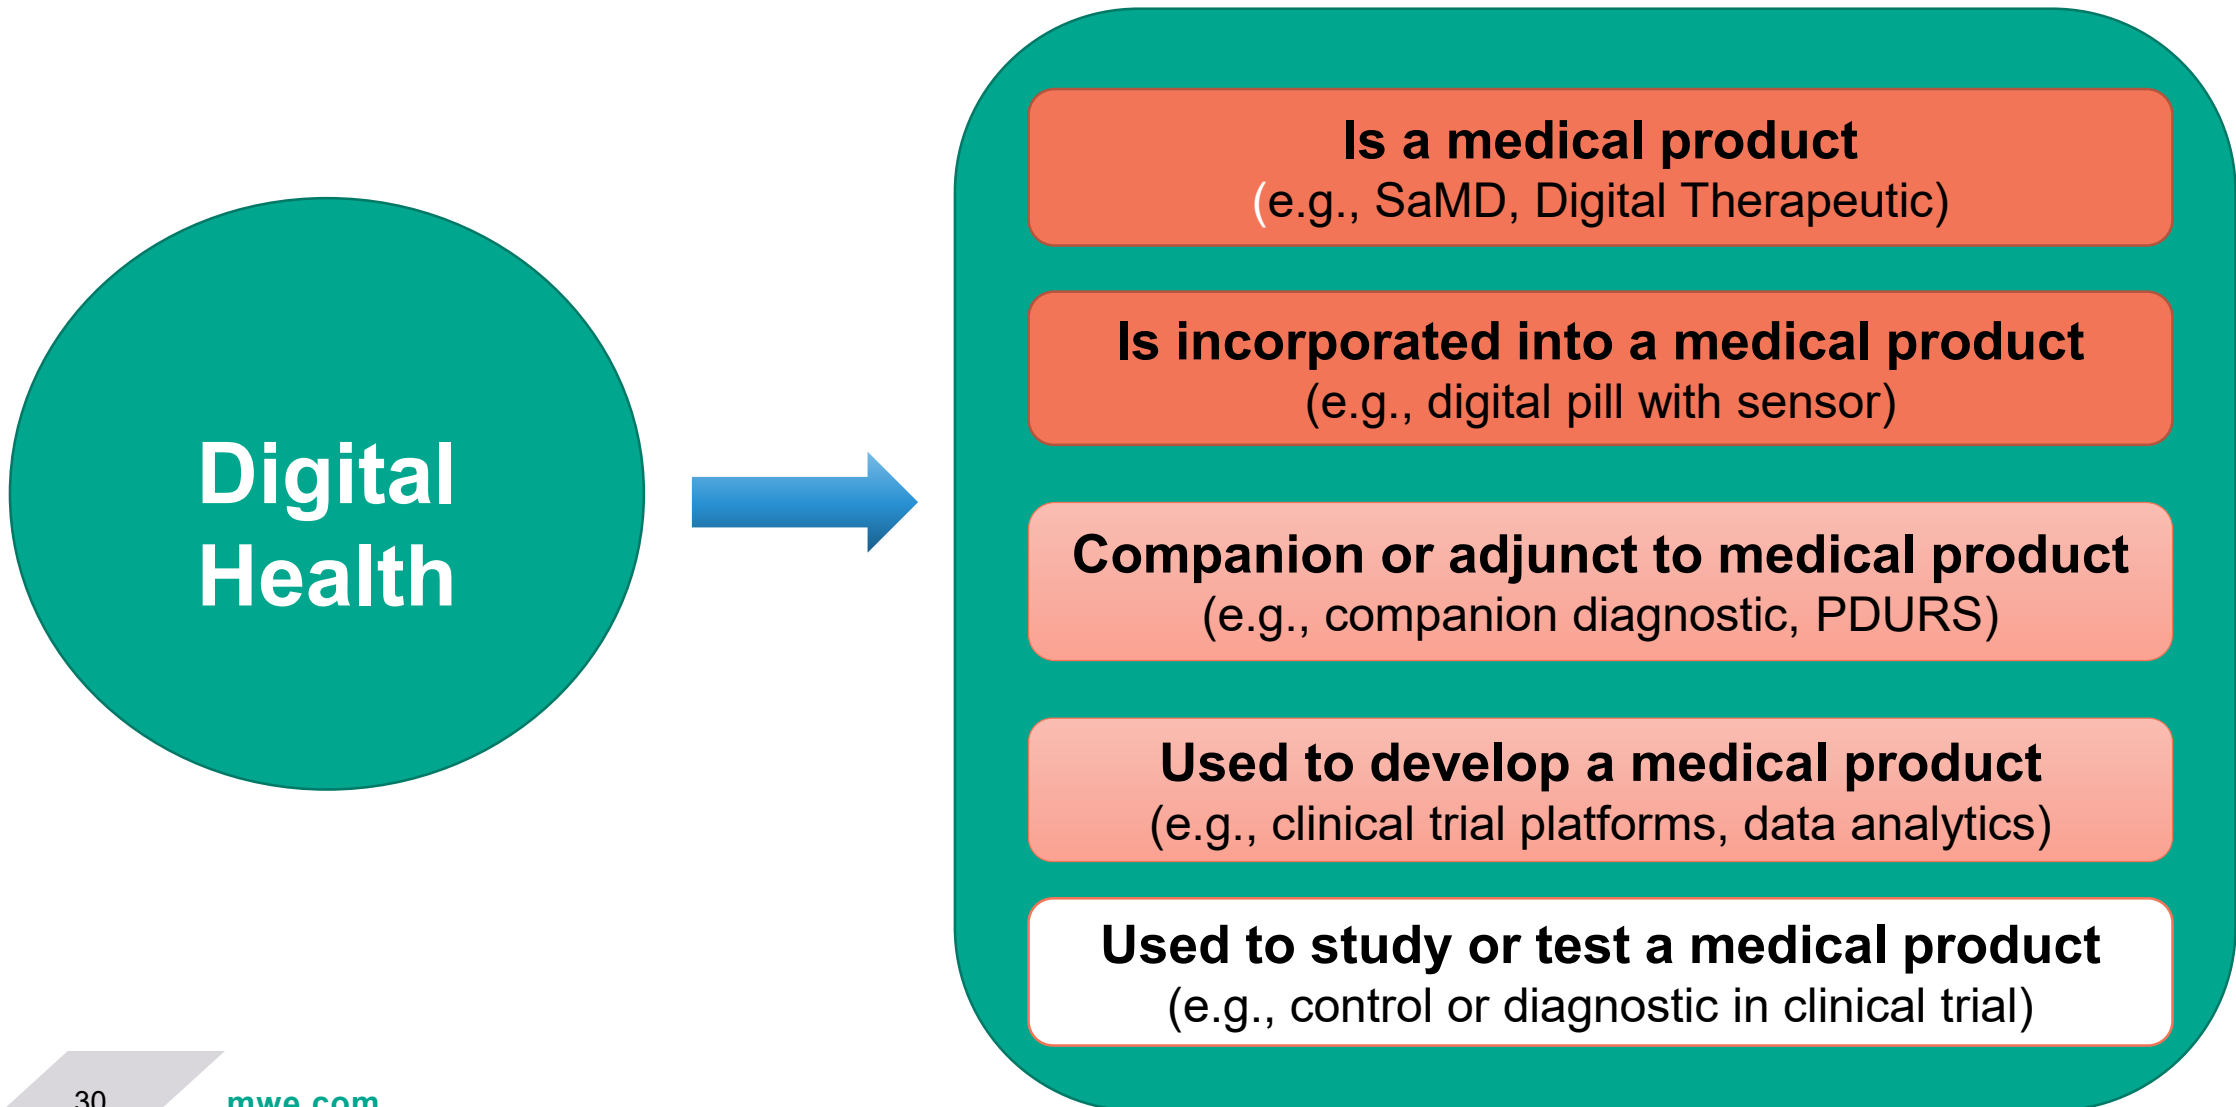 Digital
Health
Is a medical product
(e.g., SaMD, Digital Therapeutic)
Is incorporated into a medical product
(e.g., digital pill with sensor)
Companion or adjunct to medical product
(e.g., companion diagnostic, PDURS)
Used to develop a medical product
(e.g., clinical trial platforms, data analytics)
Used to study or test a medical product
(e.g., control or diagnostic in clinical trial)
30
mwe.com